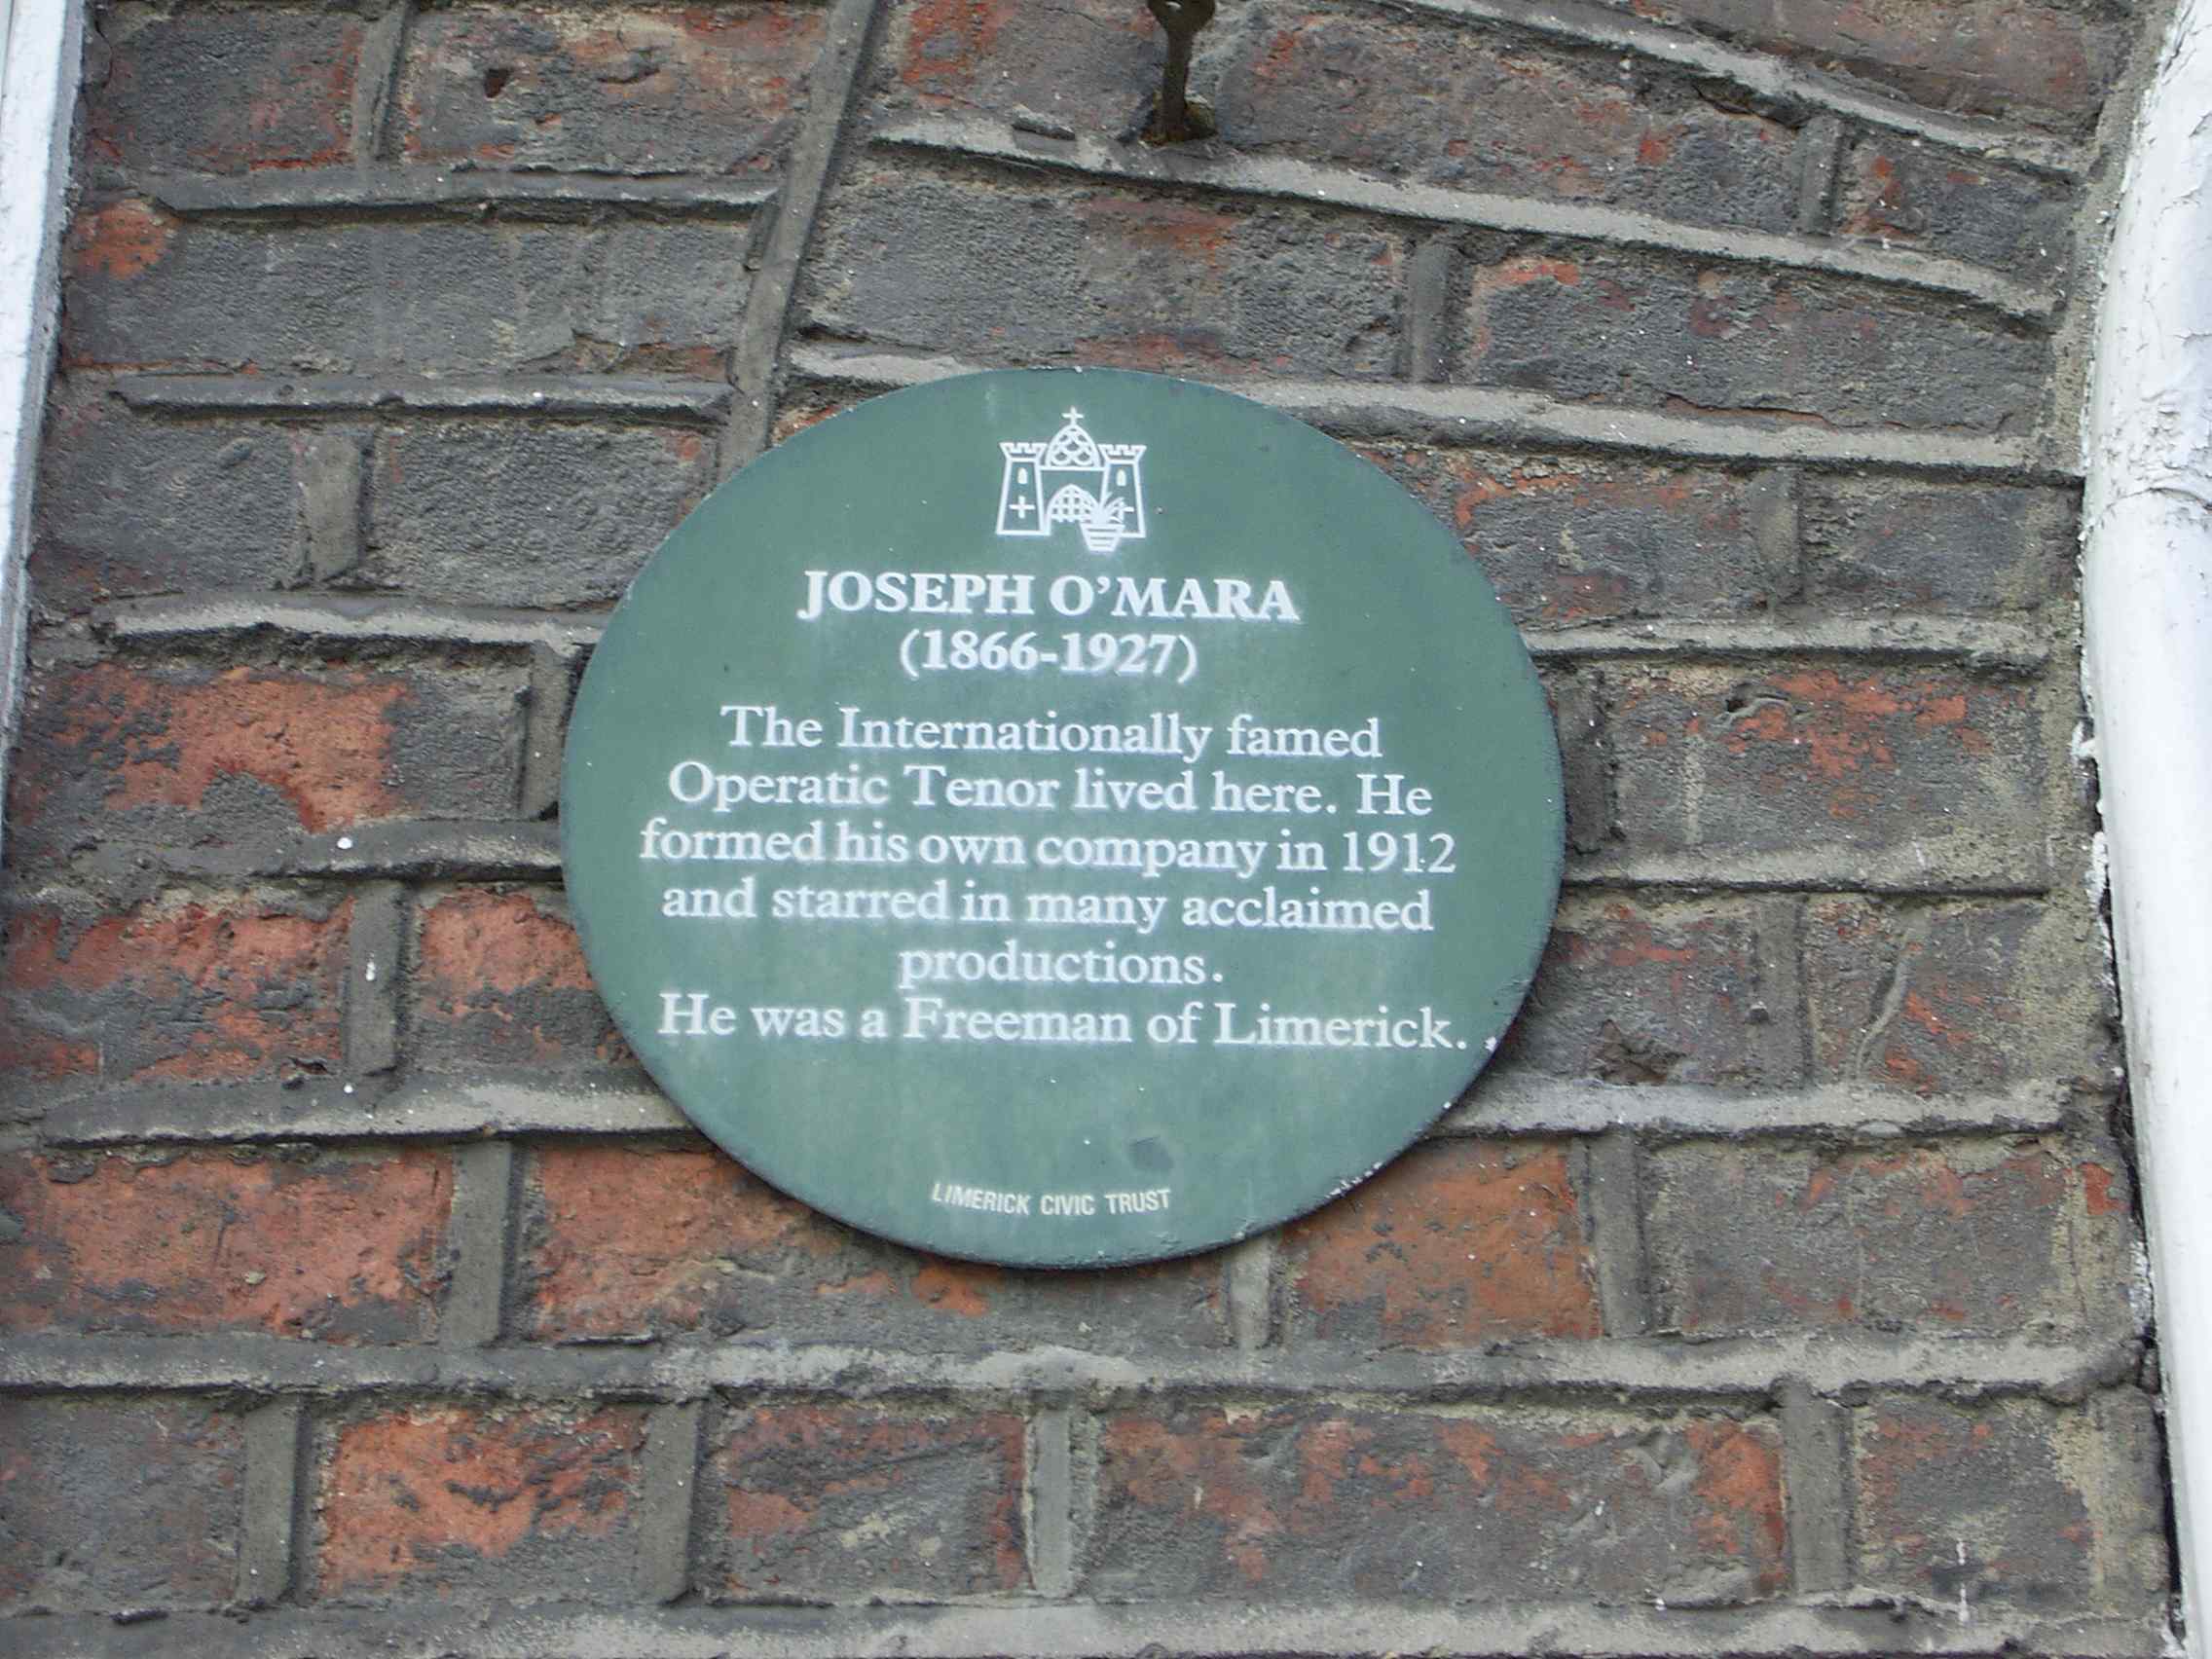 JOSEPH O'MARA
(1866-1927)
The Internationally famed
Operatic Tenor lived here. He
formed his own company in 1912
and starred in many acclaimed
productions.
He was a Freeman of Limerick.
LIMERICK CIVIC TRUST